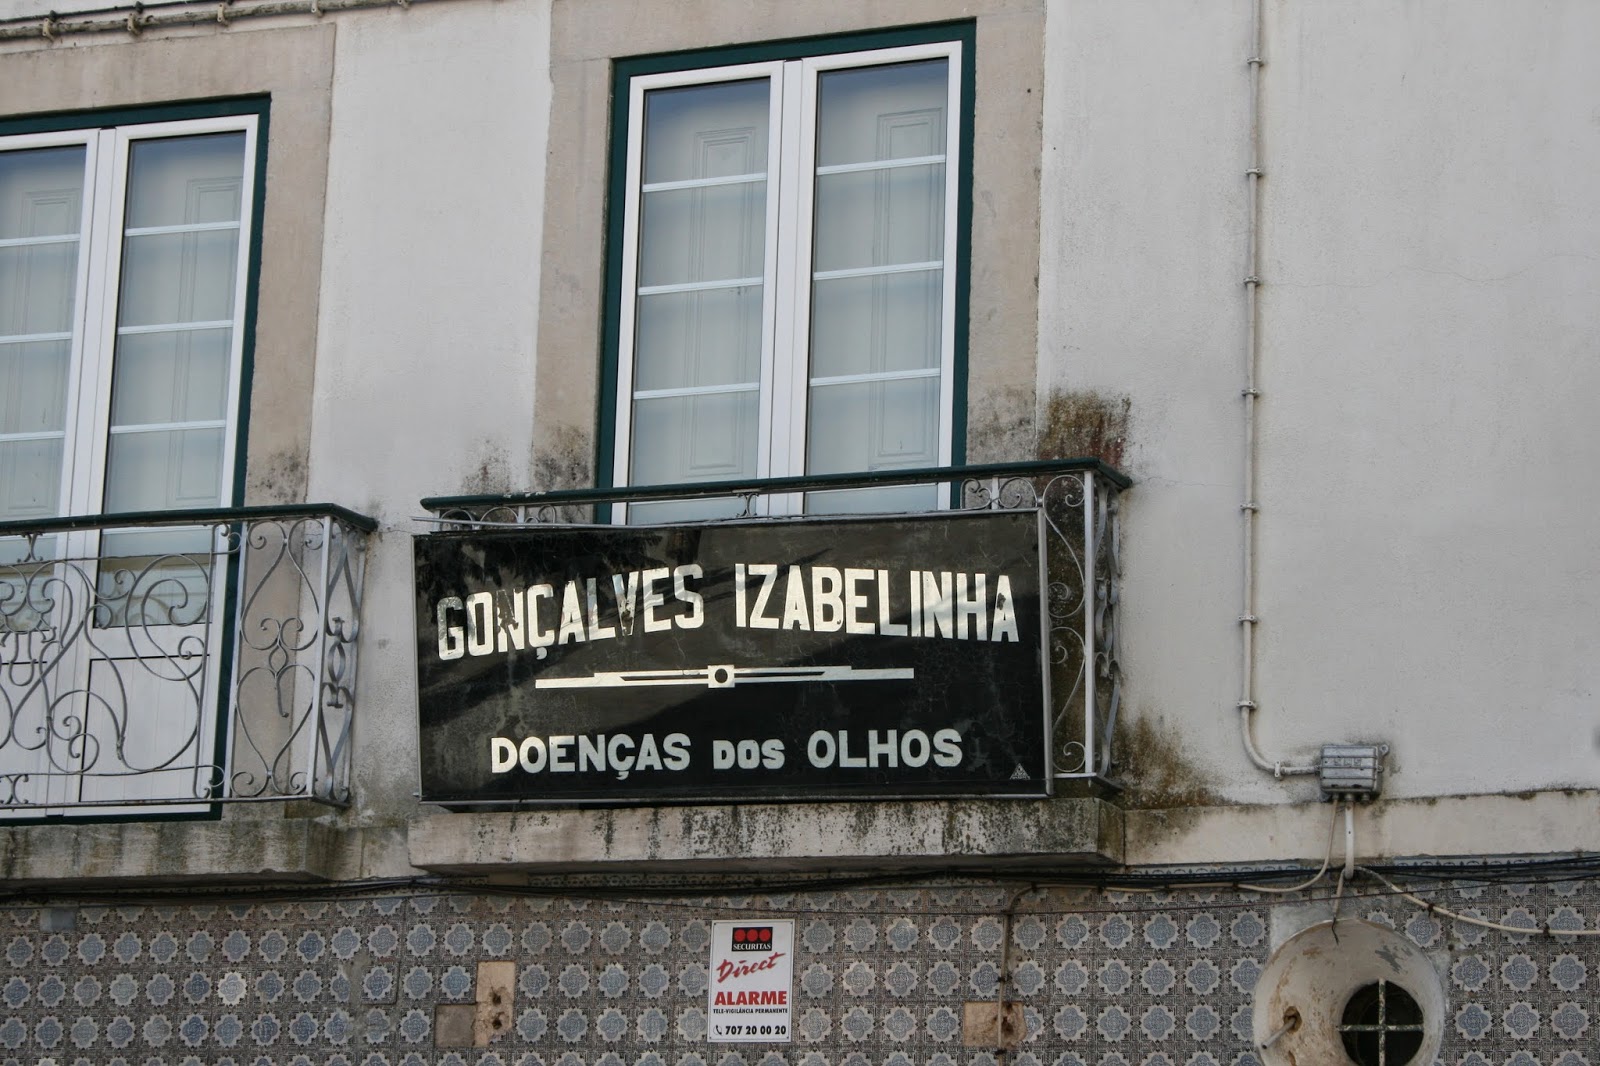 GONÇALVES IZABELINHA
DOENÇAS DOS OLHOS
SECURITAS
Direct
ALARME
TELE-VIGILÂNCIA PERMANENTE
707 20 00 20